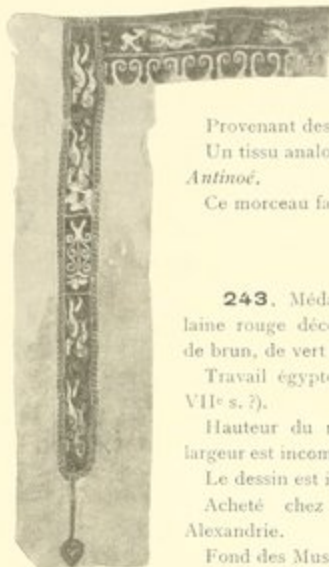 Provenant des
Un tissu analo
Antinoé.
Ce morceau fa
243. Méda
laine rouge déco
de brun, de vert
Travail égypte
VIIe s. ?).
Hauteur du
largeur est incom
Le dessin est i
Acheté chez
Alexandrie.
Fond des Mus